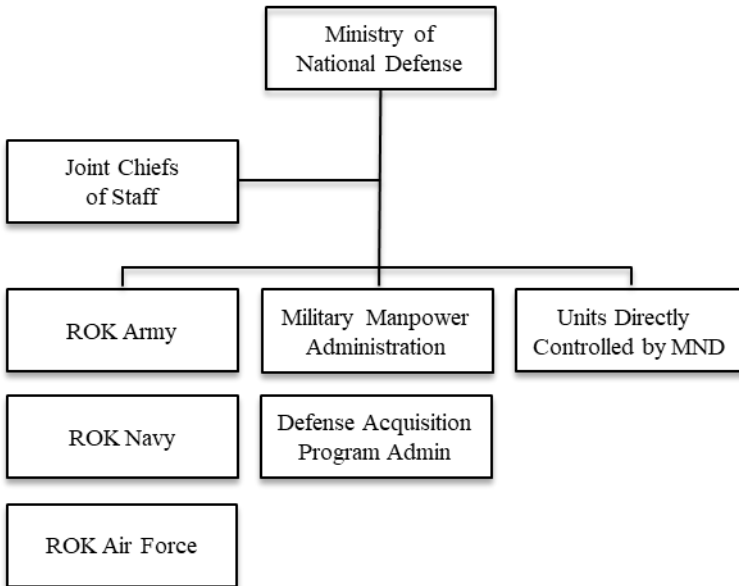 Ministry of
National Defense
Joint Chiefs
of Staff
ROK Army
Military Manpower
Administration
Units Directly
Controlled by MND
ROK Navy
Defense Acquisition
Program Admin
ROK Air Force